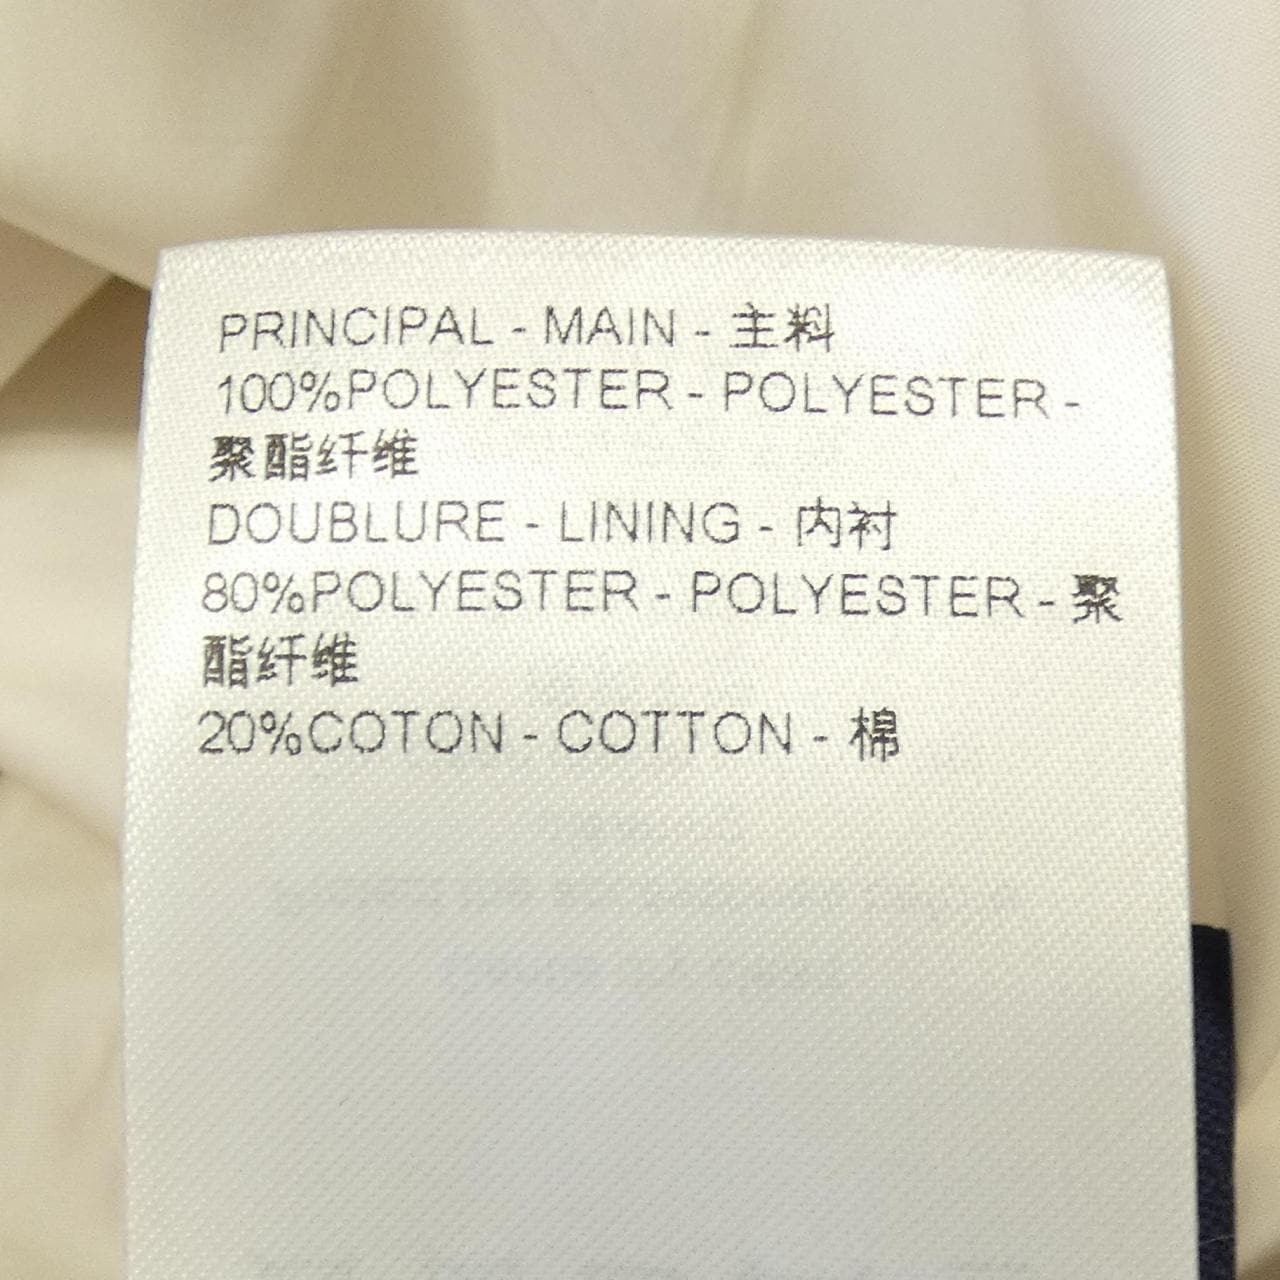 PRINCIPAL - MAIN - 主料
100%POLYESTER - POLYESTER -
聚酯纤维
DOUBLURE - LINING - 内衬
80%POLYESTER - POLYESTER - 聚
酯纤维
20%COTON - COTTON - 棉